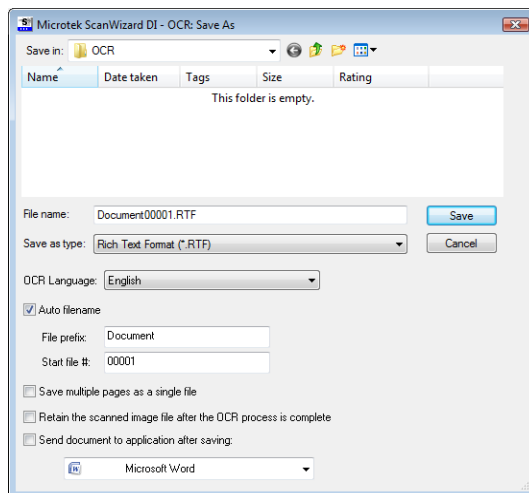 Microtek ScanWizard DI - OCR: Save As
Save in: OCR
Name Date taken Tags Size Rating
This folder is empty.
File name: Document00001.RTF Save
Save as type: Rich Text Format (*.RTF) Cancel
OCR Language: English
Auto filename
File prefix: Document
Start file #: 00001
Save multiple pages as a single file
Retain the scanned image file after the OCR process is complete
Send document to application after saving:
Microsoft Word